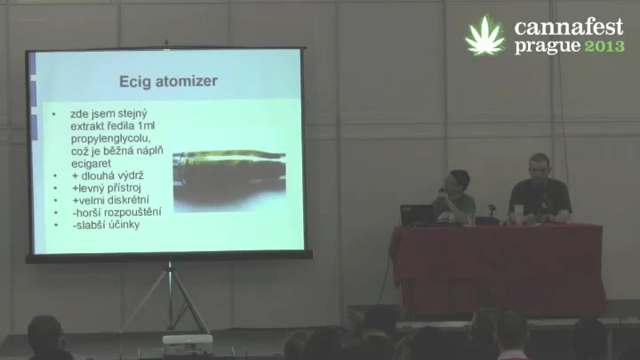 cannafest
prague 2013
Ecig atomizer
• zde jsem stejný
extrakt ředila 1ml
propylenglycolu,
což je běžná náplň
ecigaret
• + dlouhá výdrž
• +levný přístroj
• +velmi diskrétní
• -horší rozpouštění
• -slabší účinky